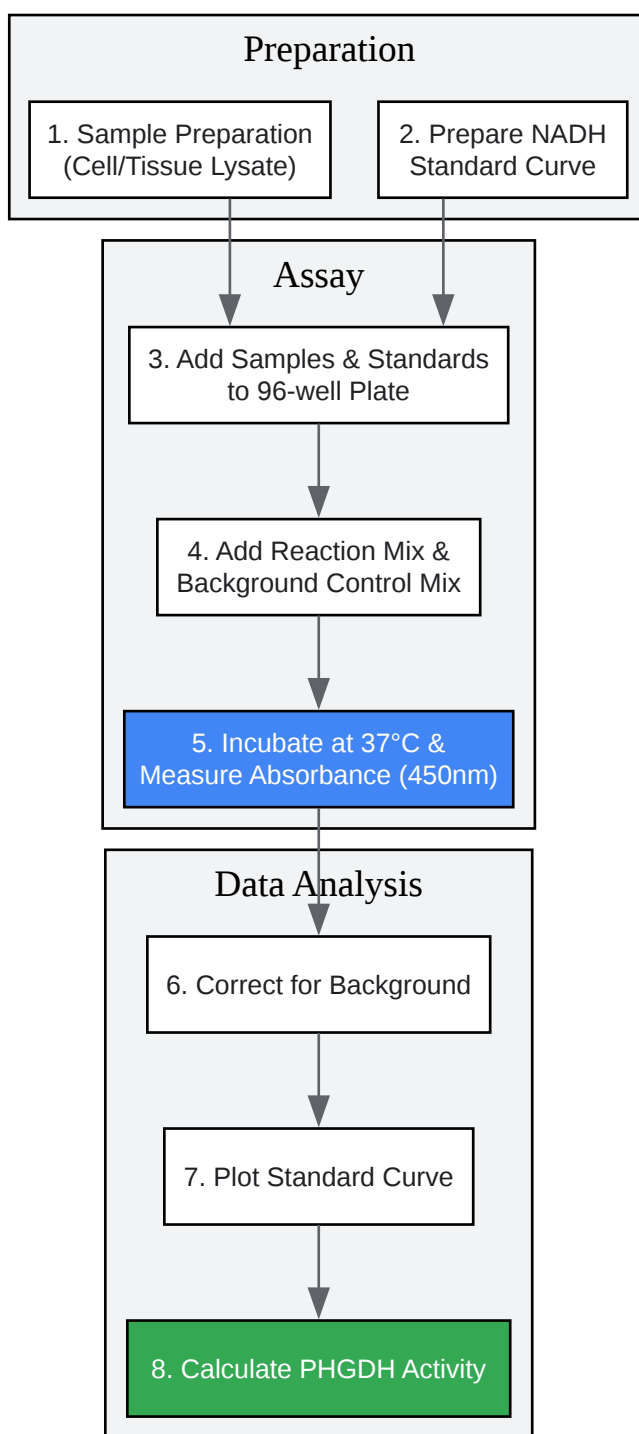 Preparation
1. Sample Preparation
(Cell/Tissue Lysate)
2. Prepare NADH
Standard Curve
Assay
3. Add Samples & Standards
to 96-well Plate
4. Add Reaction Mix &
Background Control Mix
5. Incubate at 37°C &
Measure Absorbance (450nm)
Data Analysis
6. Correct for Background
7. Plot Standard Curve
8. Calculate PHGDH Activity